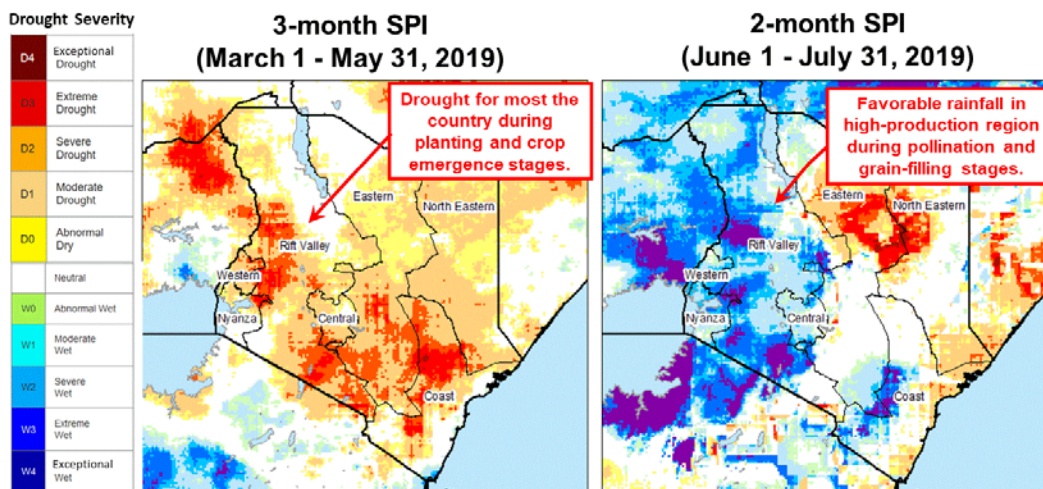 Drought Severity
D4
Exceptional
Drought
D3
Extreme
Drought
D2
Severe
Drought
D1
Moderate
Drought
D0
Abnormal
Dry
Neutral
W0
Abnormal Wet
W1
Moderate
Wet
W2
Severe
Wet
W3
Extreme
Wet
W4
Exceptional
Wet
3-month SPI
(March 1 - May 31, 2019)
Drought for most the
country during
planting and crop
emergence stages.
Eastern
North Eastern
Rift Valley
Western
Nyanza
Central
Coast
2-month SPI
(June 1 - July 31, 2019)
Favorable rainfall in
high-production region
during pollination and
grain-filling stages.
Eastern
North Eastern
Rift Valley
Western
Nyanza
Central
Coast